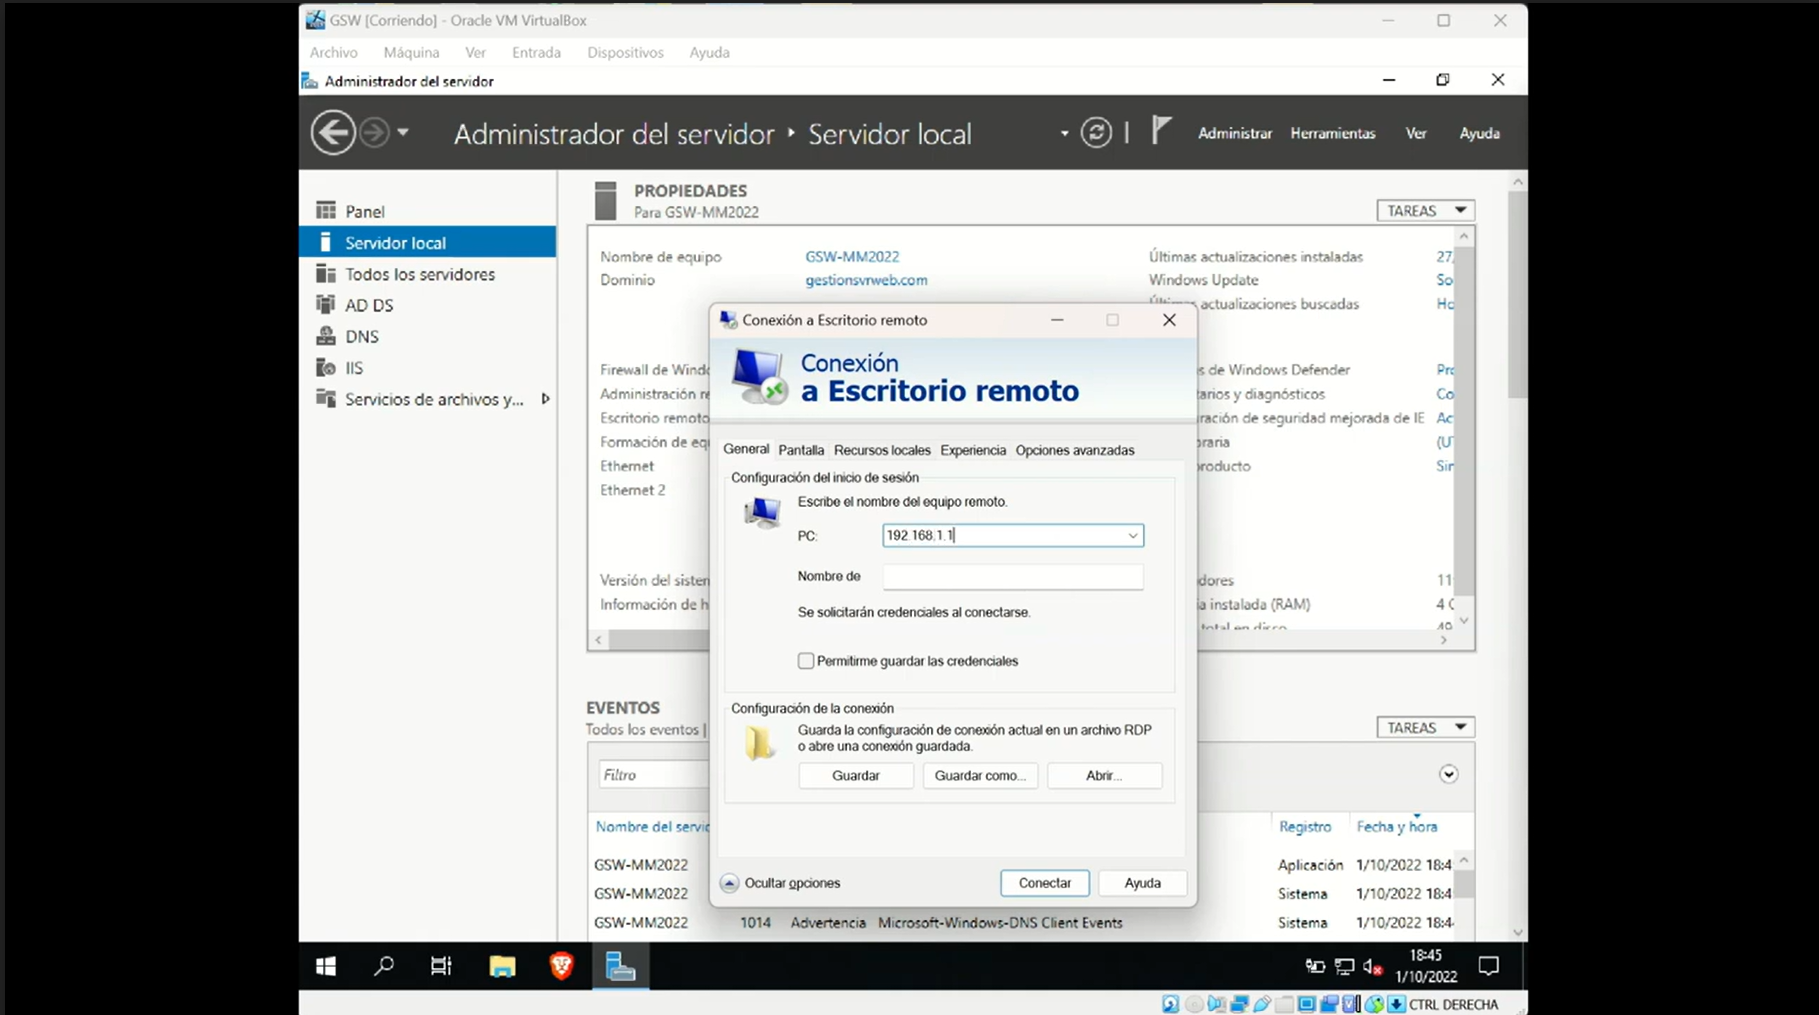 GSW [Corriendo] - Oracle VM VirtualBox
Archivo Máquina Ver Entrada Dispositivos Ayuda
Administrador del servidor
Administrador del servidor ‣ Servidor local
Administrar Herramientas Ver Ayuda
Panel
Servidor local
Todos los servidores
AD DS
DNS
IIS
Servicios de archivos y...
PROPIEDADES
Para GSW-MM2022
TAREAS
Nombre de equipo GSW-MM2022 Últimas actualizaciones instaladas 27,
Dominio gestionsvrweb.com Windows Update So
Últimas actualizaciones buscadas Ho
Firewall de Windo s de Windows Defender Pro
Administración re tarios y diagnósticos Co
Escritorio remoto ración de seguridad mejorada de IE Ac
Formación de equ oraria (U
Ethernet producto Sin
Ethernet 2
Versión del sistem dores 11
Información de h a instalada (RAM) 4 G
total en disco 49
Conexión a Escritorio remoto
Conexión
a Escritorio remoto
General Pantalla Recursos locales Experiencia Opciones avanzadas
Configuración del inicio de sesión
Escribe el nombre del equipo remoto.
PC: 192.168.1.1
Nombre de
Se solicitarán credenciales al conectarse.
Permitirme guardar las credenciales
Configuración de la conexión
Guarda la configuración de conexión actual en un archivo RDP
o abre una conexión guardada.
Guardar Guardar como... Abrir...
Ocultar opciones Conectar Ayuda
EVENTOS
Todos los eventos |
TAREAS
Filtro
Nombre del servic Registro Fecha y hora
GSW-MM2022 Aplicación 1/10/2022 18:4
GSW-MM2022 Sistema 1/10/2022 18:4
GSW-MM2022 1014 Advertencia Microsoft-Windows-DNS Client Events Sistema 1/10/2022 18:4
18:45
1/10/2022
CTRL DERECHA